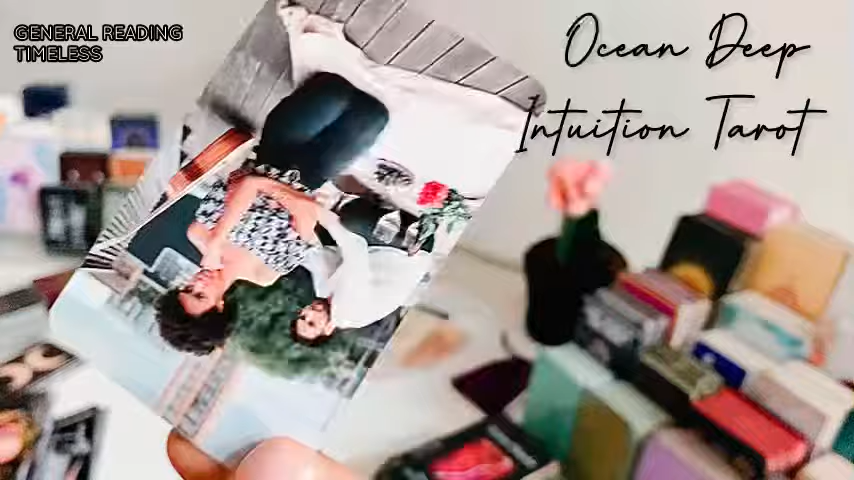 GENERAL READING
TIMELESS
Ocean Deep
Intuition Tarot